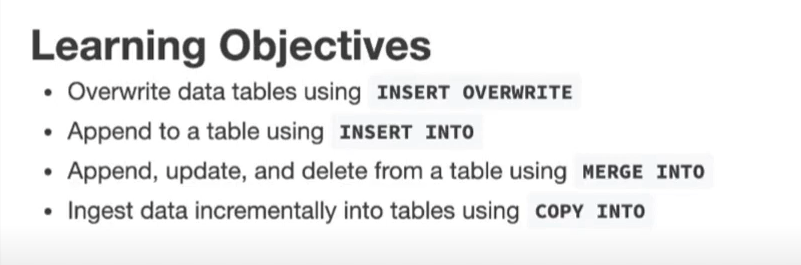 Learning Objectives
• Overwrite data tables using INSERT OVERWRITE
• Append to a table using INSERT INTO
• Append, update, and delete from a table using MERGE INTO
• Ingest data incrementally into tables using COPY INTO